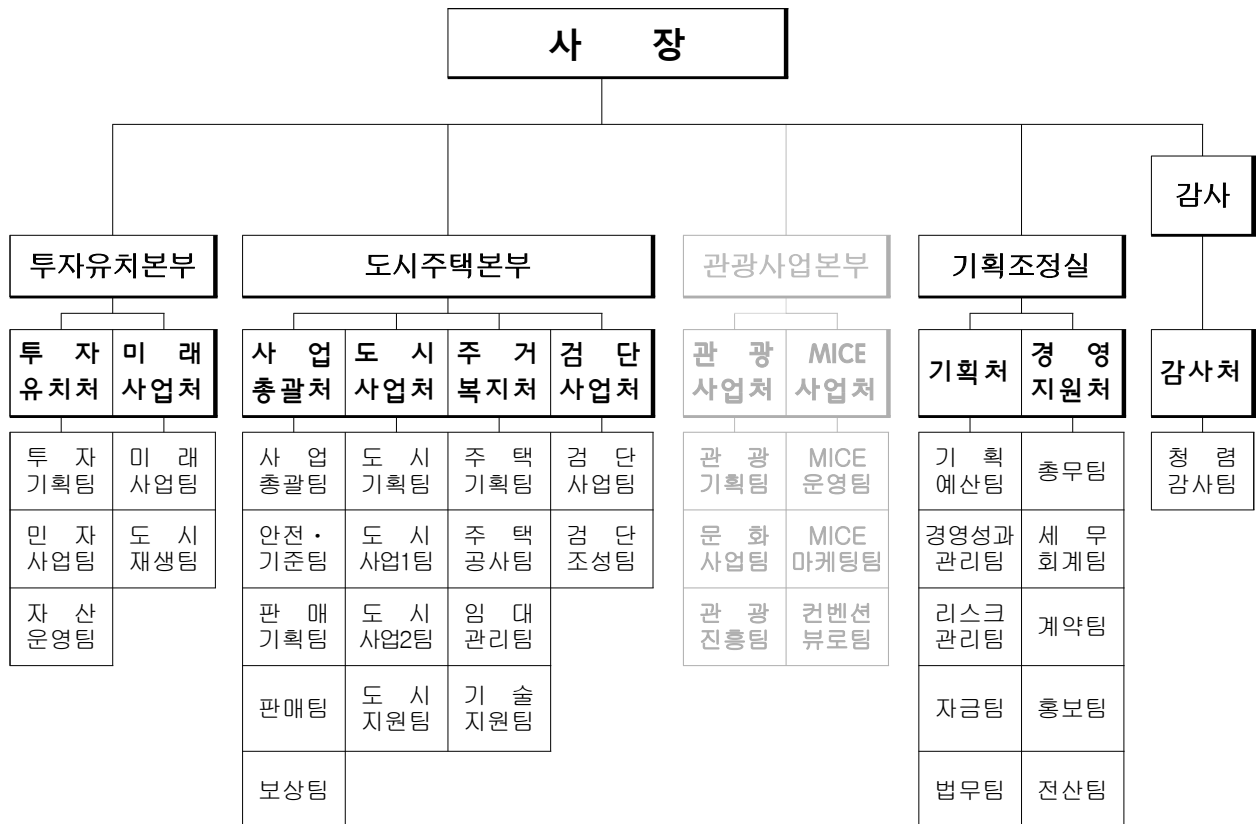 사 장
감사
투자유치본부 도시주택본부 관광사업본부 기획조정실
투 자 미 래 사 업 도 시 주 거 검 단 관 광 MICE 기획처 경 영 감사처
유치처 사업처 총괄처 사업처 복지처 사업처 사업처 사업처 지원처
투 자 미 래 사 업 도 시 주 택 검 단 관 광 MICE 기 획 총무팀 청 렴
기획팀 사업팀 총괄팀 기획팀 기획팀 사업팀 기획팀 운영팀 예산팀 감사팀
민 자 도 시 안전・ 도 시 주 택 검 단 문 화 MICE 경영성과 세 무
사업팀 재생팀 기준팀 사업1팀 공사팀 조성팀 사업팀 마케팅팀 관리팀 회계팀
자 산 판 매 도 시 임 대 관 광 컨벤션 리스크 계약팀
운영팀 기획팀 사업2팀 관리팀 진흥팀 뷰로팀 관리팀
판매팀 도 시 기 술 자금팀 홍보팀
지원팀 지원팀
보상팀 법무팀 전산팀